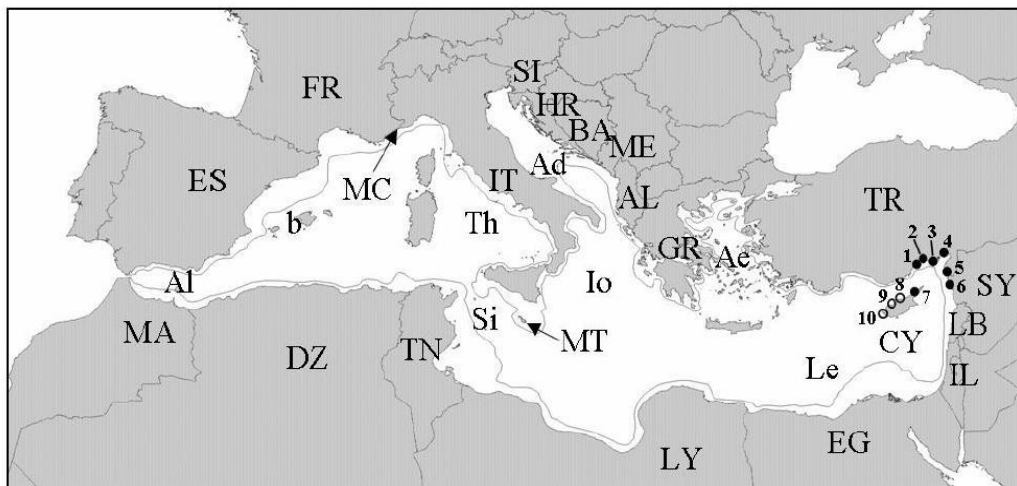 SI
FR
HR
BA
ME
MC
Ad
IT
AL
ES
TR
b
Th
GR
Ae
2 3 4
1
5
6
SY
Al
Io
8
7
9
10
Si
MT
CY
LB
MA
DZ
TN
Le
IL
LY
EG